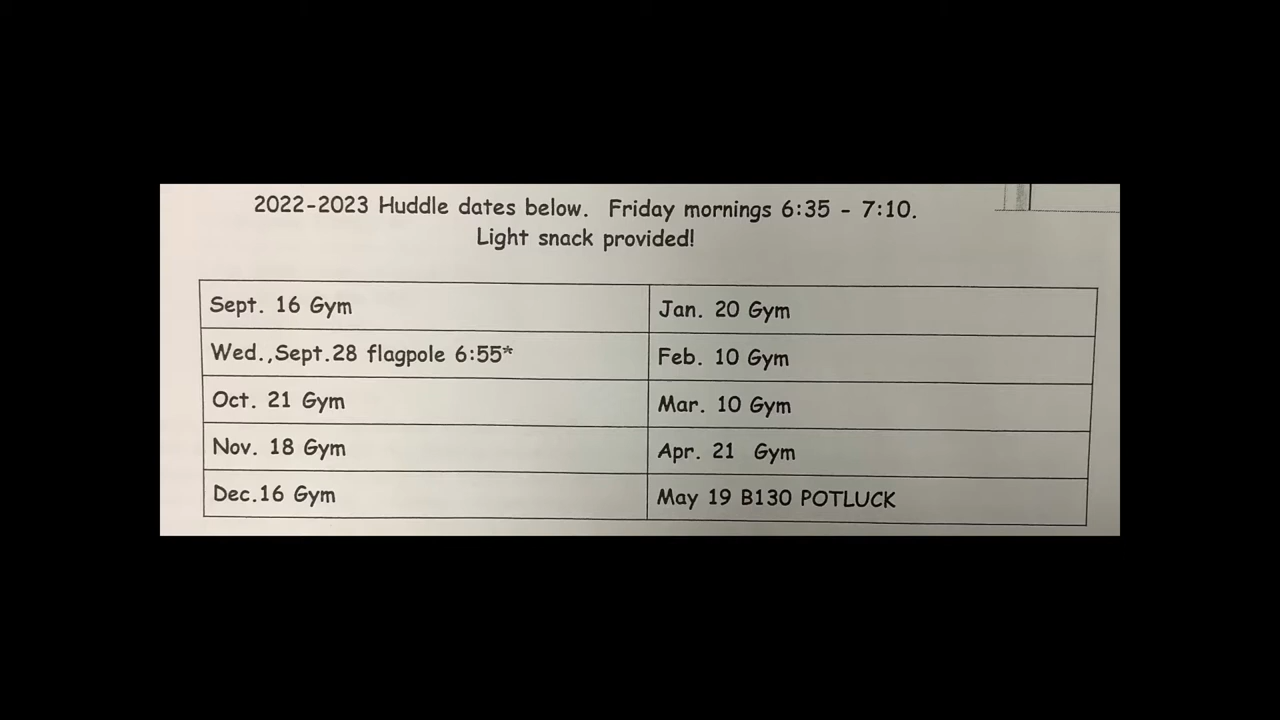 2022-2023 Huddle dates below. Friday mornings 6:35 - 7:10.
Light snack provided!
Sept. 16 Gym
Jan. 20 Gym
Wed.,Sept.28 flagpole 6:55*
Feb. 10 Gym
Oct. 21 Gym
Mar. 10 Gym
Nov. 18 Gym
Apr. 21 Gym
Dec.16 Gym
May 19 B130 POTLUCK